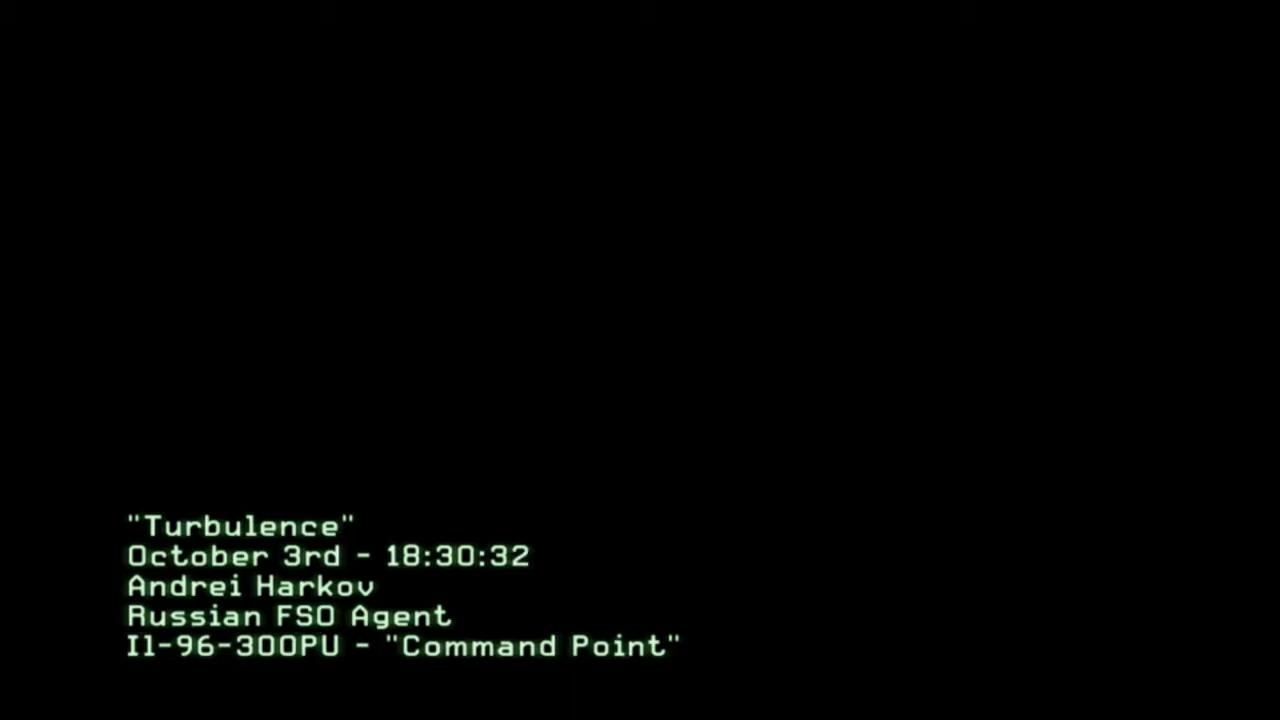 "Turbulence"
October 3rd - 18:30:32
Andrei Harkov
Russian FSO Agent
Il-96-300PU - "Command Point"